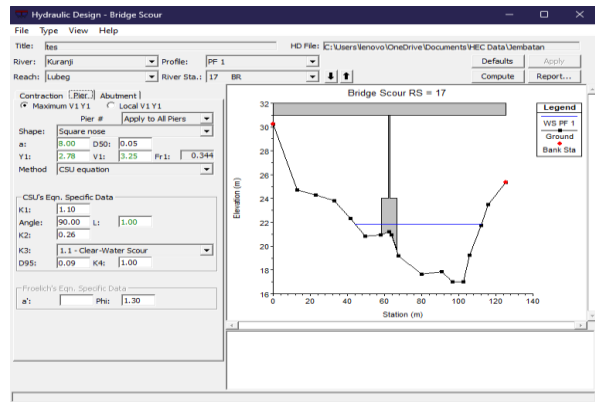 Hydraulic Design - Bridge Scour
File Type View Help
Title: ltes HD File: C:\Users\lenovo\OneDrive\Documents\HEC Data\Jembatan
River: Kuranji Profile: PF 1 Defaults Apply
Reach: Lubeg River Sta.: 17 BR Compute Report...
Contraction Pier Abutment
Maximum V1 Y1 Local V1 Y1
Pier # Apply to All Piers
Shape: Square nose
a: 8.00 D50: 0.05
Y1: 2.78 V1: 3.25 Fr1: 0.344
Method CSU equation
CSU's Eqn. Specific Data
K1: 1.10
Angle: 90.00 L: 1.00
K2: 0.26
K3: 1.1 - Clear-Water Scour
D95: 0.09 K4: 1.00
Froelch's Eqn. Specific Data
a': Phi: 1.30
Bridge Scour RS = 17
Elevation (m)
32
30
28
26
24
22
20
18
16
0 20 40 60 80 100 120 140
Station (m)
Legend
WS PF 1
Ground
Bank Sta